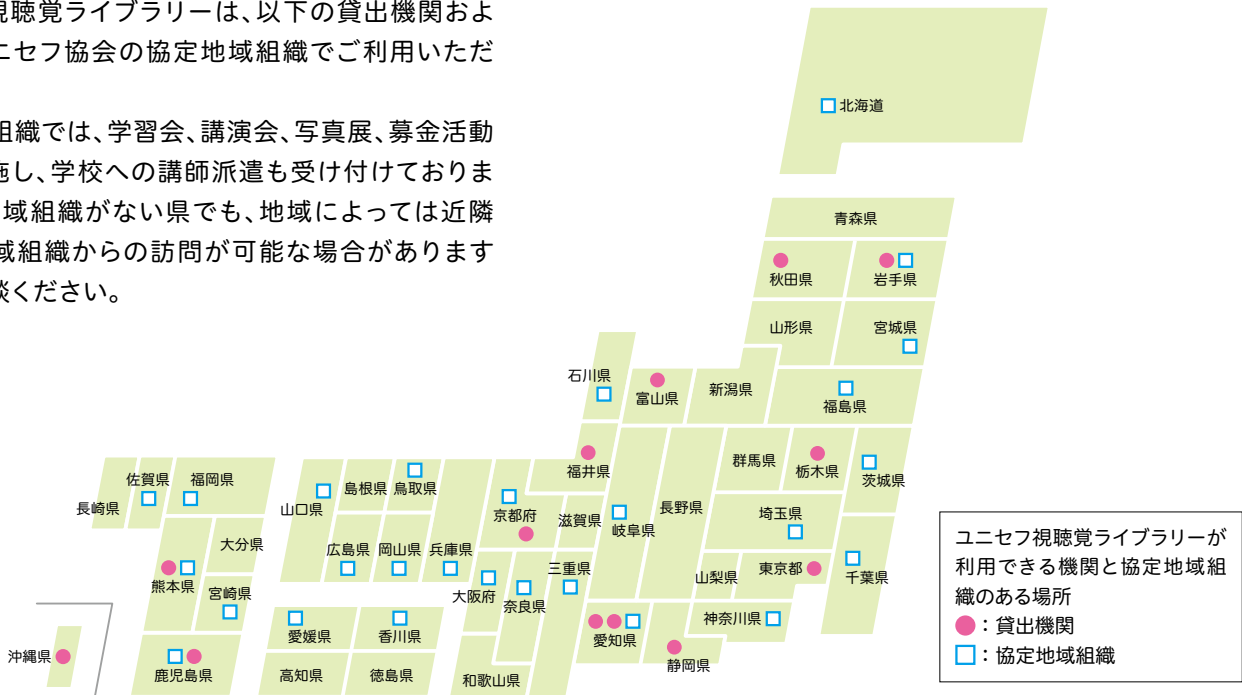 視聴覚ライブラリーは、以下の貸出機関およ
ニセフ協会の協定地域組織でご利用いただ
組織では、学習会、講演会、写真展、募金活動
施し、学校への講師派遣も受け付けておりま
域組織がない県でも、地域によっては近隣
域組織からの訪問が可能な場合があります
談ください。
北海道
青森県
秋田県
岩手県
山形県
宮城県
石川県
富山県
新潟県
福島県
福井県
群馬県
栃木県
茨城県
佐賀県
福岡県
長崎県
山口県
島根県
鳥取県
京都府
滋賀県
岐阜県
長野県
埼玉県
大分県
広島県
岡山県
兵庫県
三重県
山梨県
東京都
千葉県
熊本県
宮崎県
大阪府
奈良県
愛媛県
香川県
愛知県
神奈川県
沖縄県
鹿児島県
高知県
徳島県
和歌山県
静岡県
ユニセフ視聴覚ライブラリーが
利用できる機関と協定地域組
織のある場所
：貸出機関
：協定地域組織